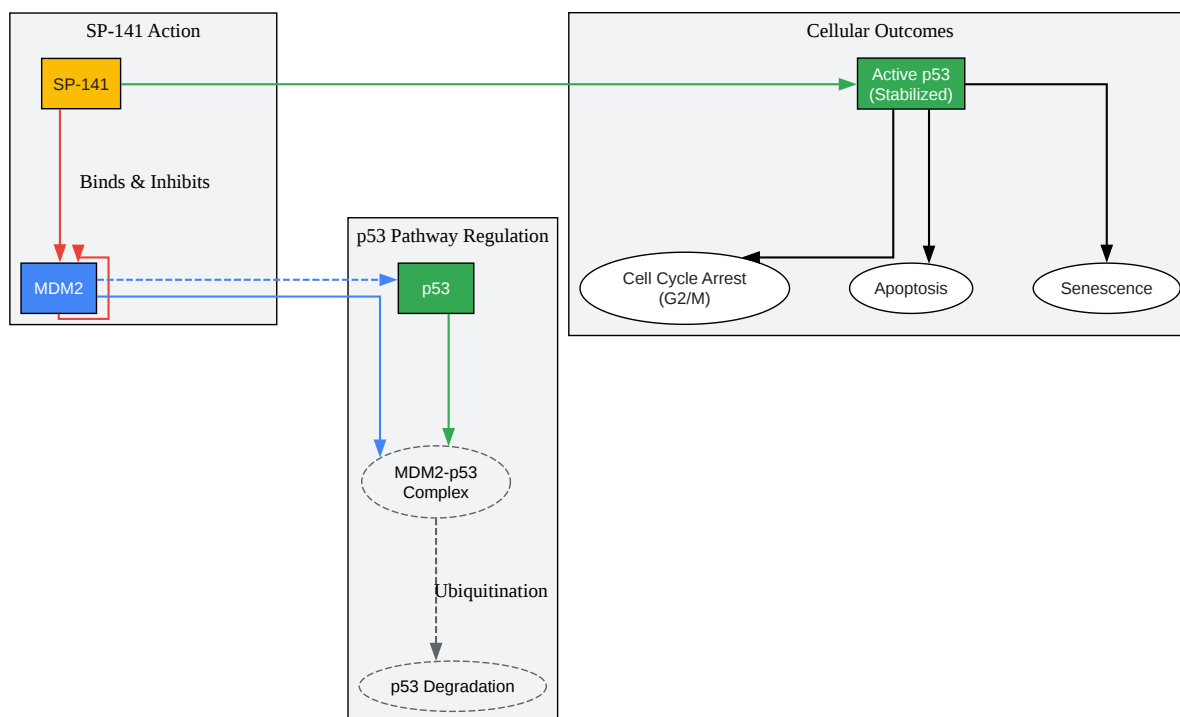 SP-141 Action
SP-141
Binds & Inhibits
MDM2
p53 Pathway Regulation
p53
MDM2-p53
Complex
Ubiquitination
p53 Degradation
Cellular Outcomes
Active p53
(Stabilized)
Cell Cycle Arrest
(G2/M)
Apoptosis
Senescence